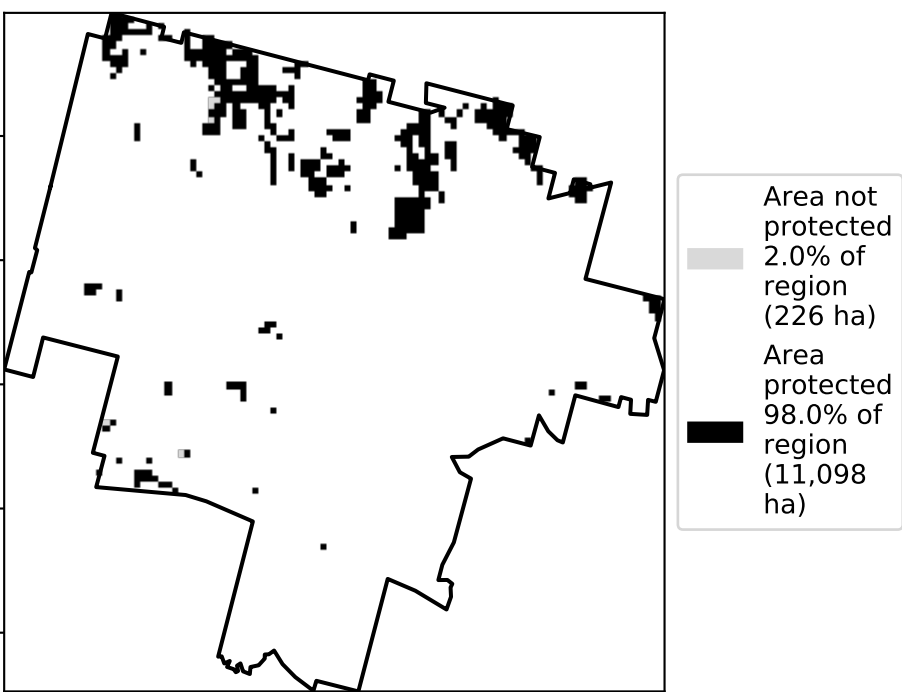 Area not
protected
2.0% of
region
(226 ha)
Area
protected
98.0% of
region
(11,098
ha)